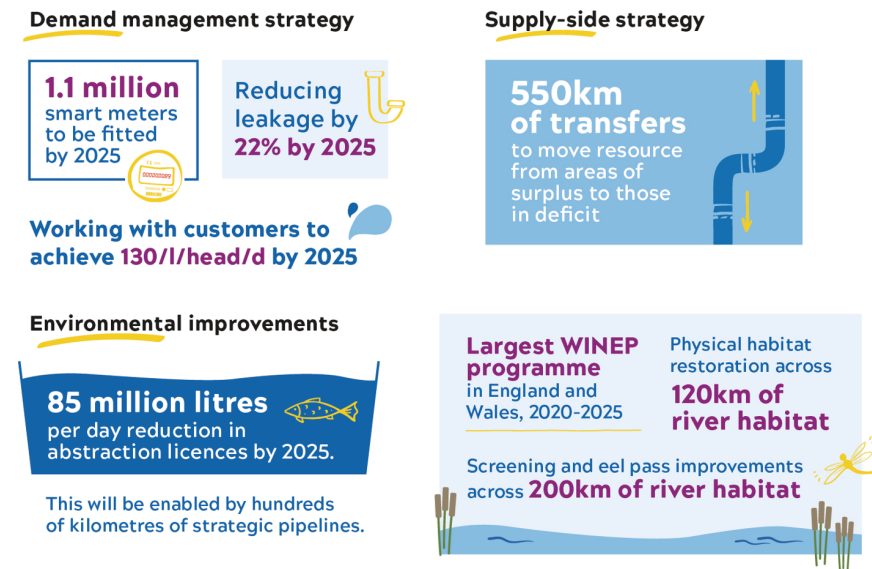 Demand management strategy
1.1 million
smart meters
to be fitted
by 2025
Reducing
leakage by
22% by 2025
Working with customers to
achieve 130/l/head/d by 2025
Supply-side strategy
550km
of transfers
to move resource
from areas of
surplus to those
in deficit
Environmental improvements
85 million litres
per day reduction in
abstraction licences by 2025.
This will be enabled by hundreds
of kilometres of strategic pipelines.
Largest WINEP
programme
in England and
Wales, 2020-2025
Physical habitat
restoration across
120km of
river habitat
Screening and eel pass improvements
across 200km of river habitat